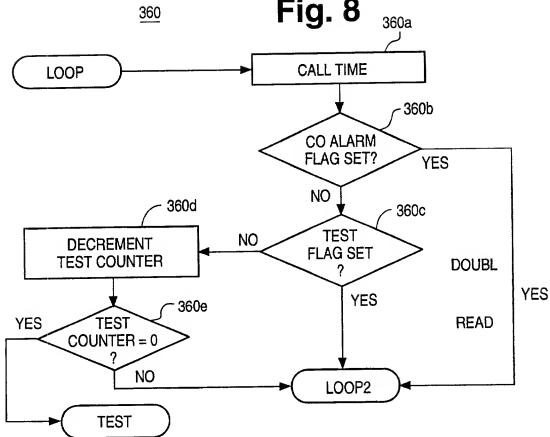 360
Fig. 8
360a
LOOP
CALL TIME
360b
CO ALARM
FLAG SET?
YES
NO
360c
360d
TEST
FLAG SET
?
NO
DECREMENT
TEST COUNTER
DOUBL
YES
YES
READ
360e
YES
TEST
COUNTER = 0
?
NO
LOOP2
TEST